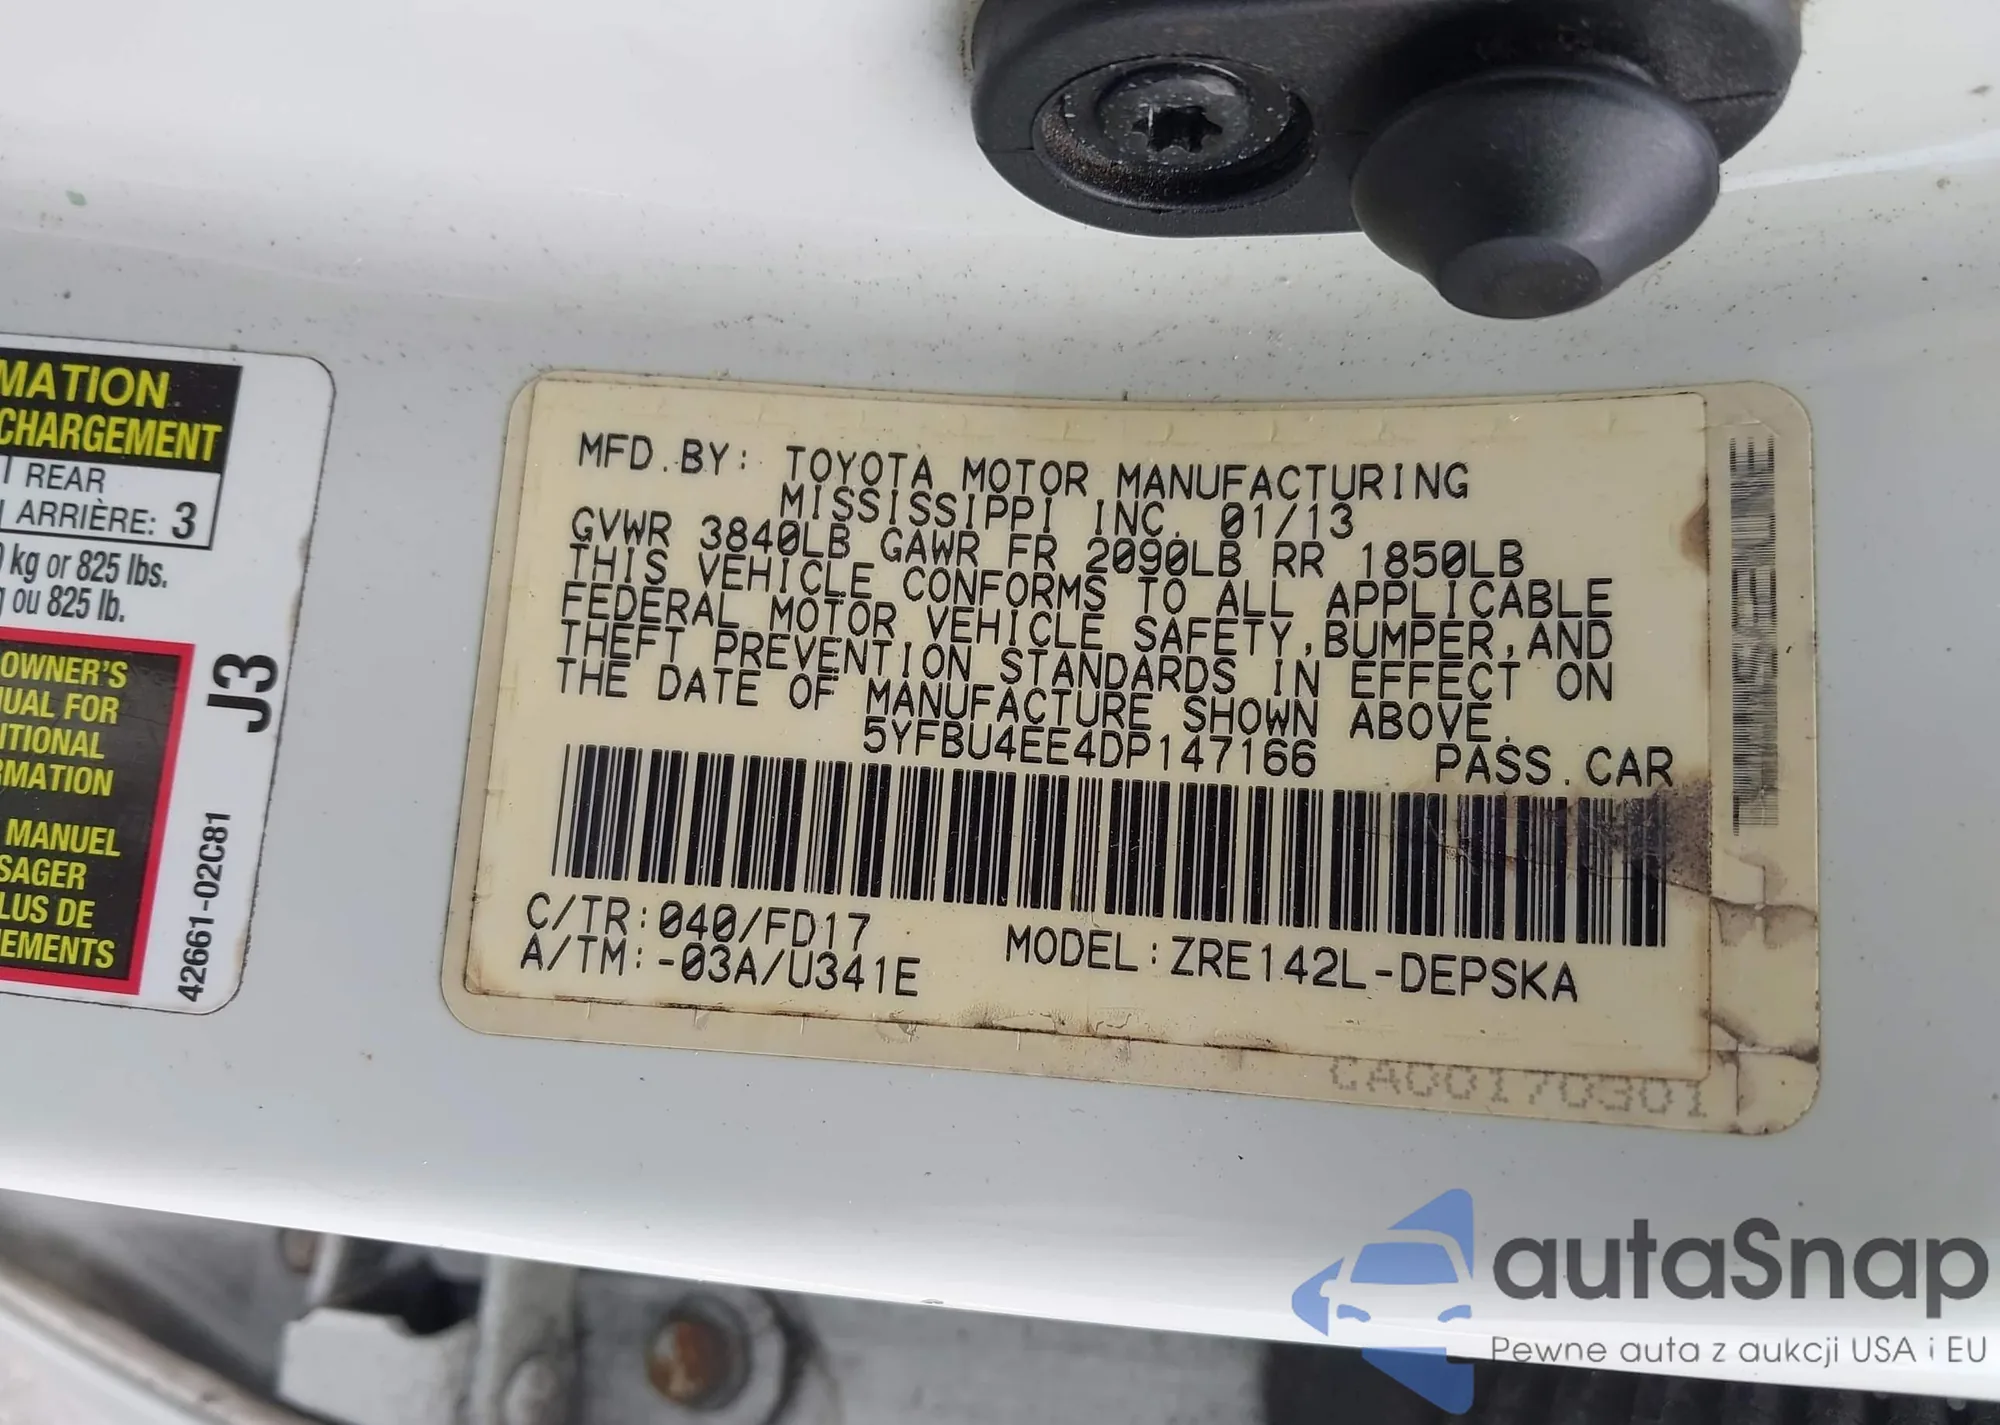 MATION
CHARGEMENT
REAR
ARRIÈRE: 3
kg or 825 lbs.
ou 825 lb.
OWNER'S
UAL FOR
ITIONAL
RMATION
MANUEL
SAGER
LUS DE
EMENTS
J3
42661-02C81
MFD.BY: TOYOTA MOTOR MANUFACTURING
MISSISSIPPI INC. 01/13
GVWR 3840LB GAWR FR 2090LB RR 1850LB
THIS VEHICLE CONFORMS TO ALL APPLICABLE
FEDERAL MOTOR VEHICLE SAFETY,BUMPER,AND
THEFT PREVENTION STANDARDS IN EFFECT ON
THE DATE OF MANUFACTURE SHOWN ABOVE.
5YFBU4EE4DP147166 PASS.CAR
C/TR:040/FD17
A/TM:-03A/U341E
MODEL:ZRE142L-DEPSKA
CA00170301
autaSnap
Pewne auta z aukcji USA i EU